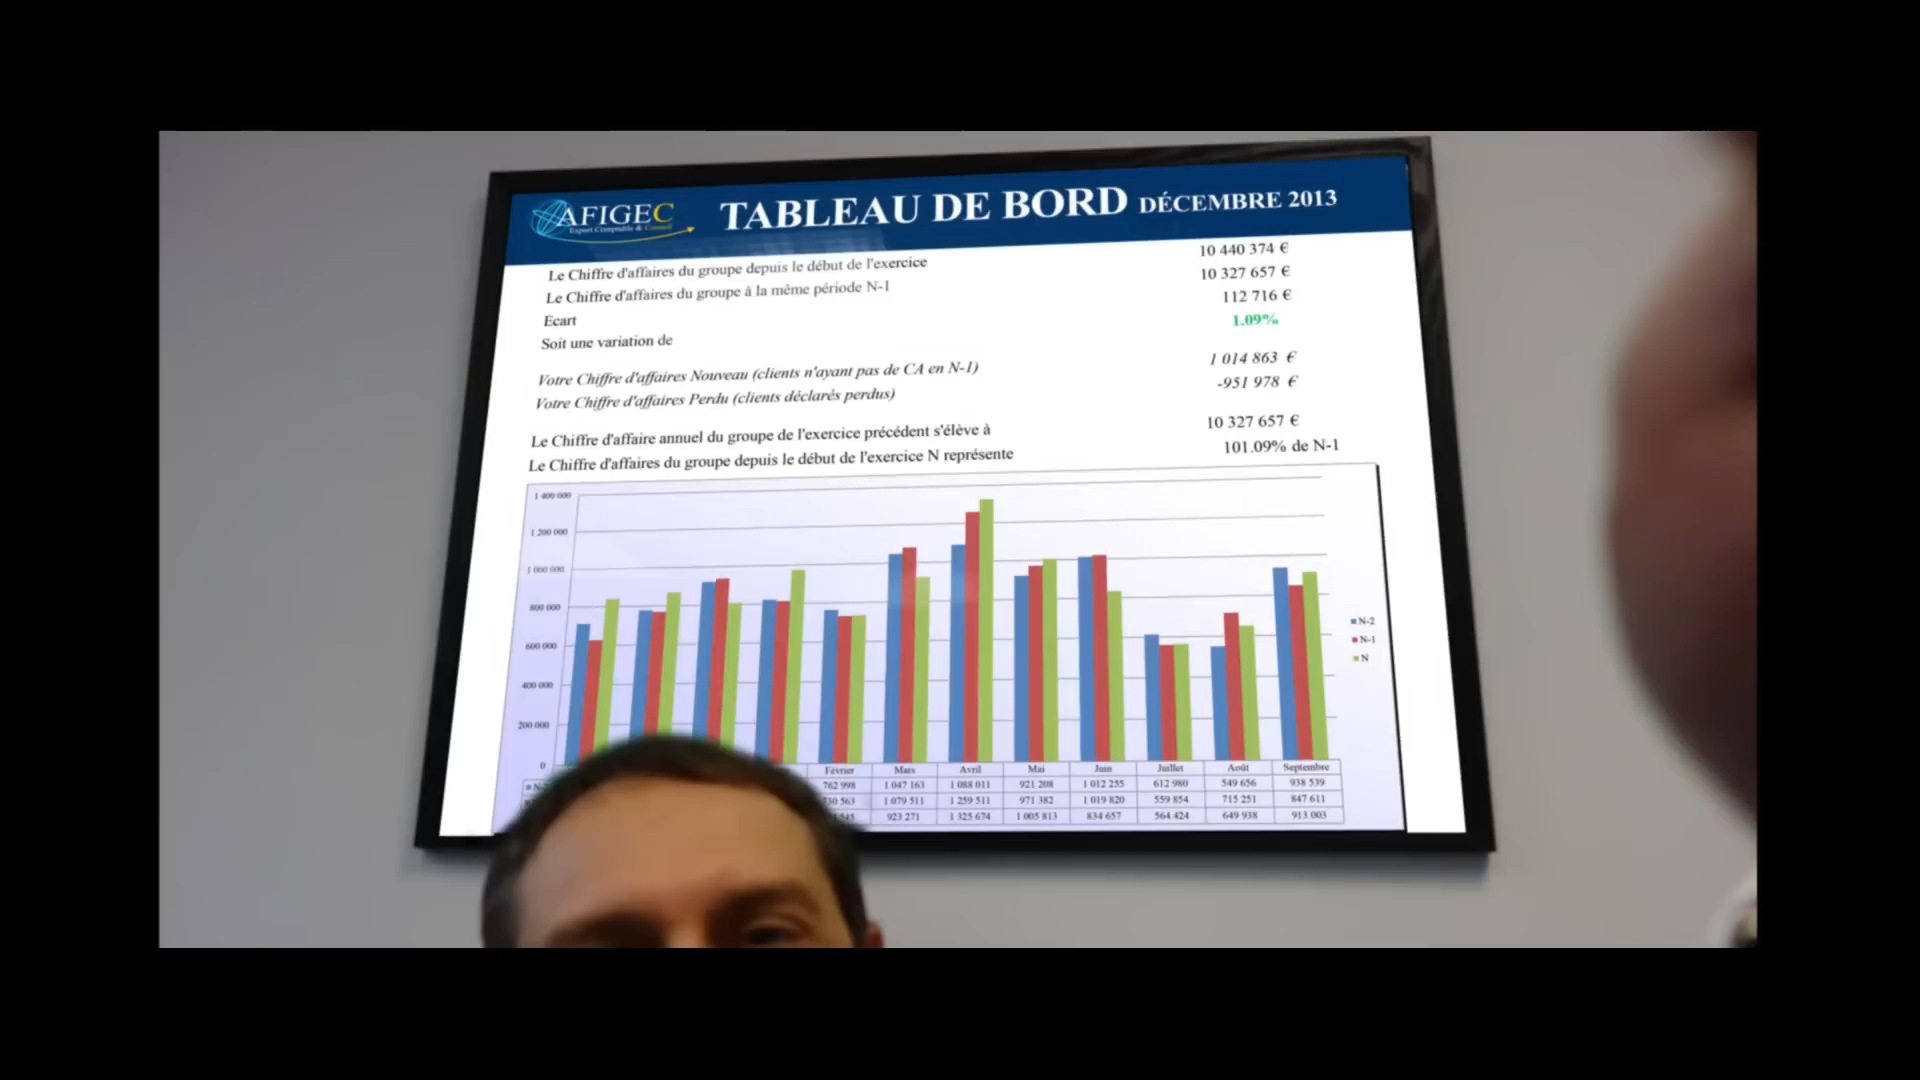 AFIGEC
Expert Comptable & Conseil
TABLEAU DE BORD DÉCEMBRE 2013
Le Chiffre d'affaires du groupe depuis le début de l'exercice 10 440 374 €
Le Chiffre d'affaires du groupe à la même période N-1 10 327 657 €
Ecart 112 716 €
Soit une variation de 1.09%
Votre Chiffre d'affaires Nouveau (clients n'ayant pas de CA en N-1) 1 014 863 €
Votre Chiffre d'affaires Perdu (clients déclarés perdus) -951 978 €
Le Chiffre d'affaire annuel du groupe de l'exercice précédent s'élève à 10 327 657 €
Le Chiffre d'affaires du groupe depuis le début de l'exercice N représente 101.09% de N-1
1 400 000
1 200 000
1 000 000
800 000
600 000
400 000
200 000
0
N-2
N-1
N
Février Mars Avril Mai Juin Juillet Août Septembre
762 998 1 047 163 1 088 011 921 208 1 012 255 612 980 549 656 938 539
730 563 1 079 511 1 259 511 971 382 1 019 820 559 854 715 251 847 611
923 271 1 325 674 1 005 813 834 657 564 424 649 938 913 003